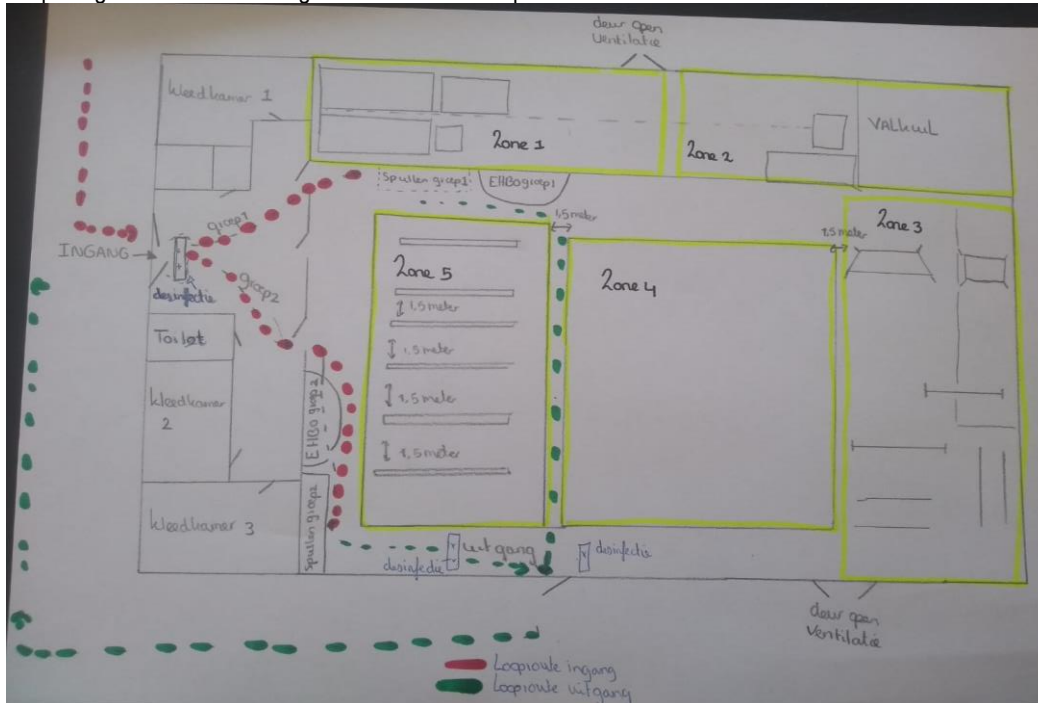 deur open
Ventilatie
kleedkamer 1
Zone 1
Zone 2
VALKUIL
Spullen groep1
EHBO groep1
groep1
1,5 meter
1,5 meter
Zone 3
INGANG
desinfectie
groep2
Zone 5
Zone 4
1,5 meter
1,5 meter
1,5 meter
1,5 meter
Toilet
kleedkamer
2
EHBO groep 2
kleedkamer 3
Spullen groep2
uitgang
desinfectie
desinfectie
deur open
Ventilatie
Looproute ingang
Looproute uitgang